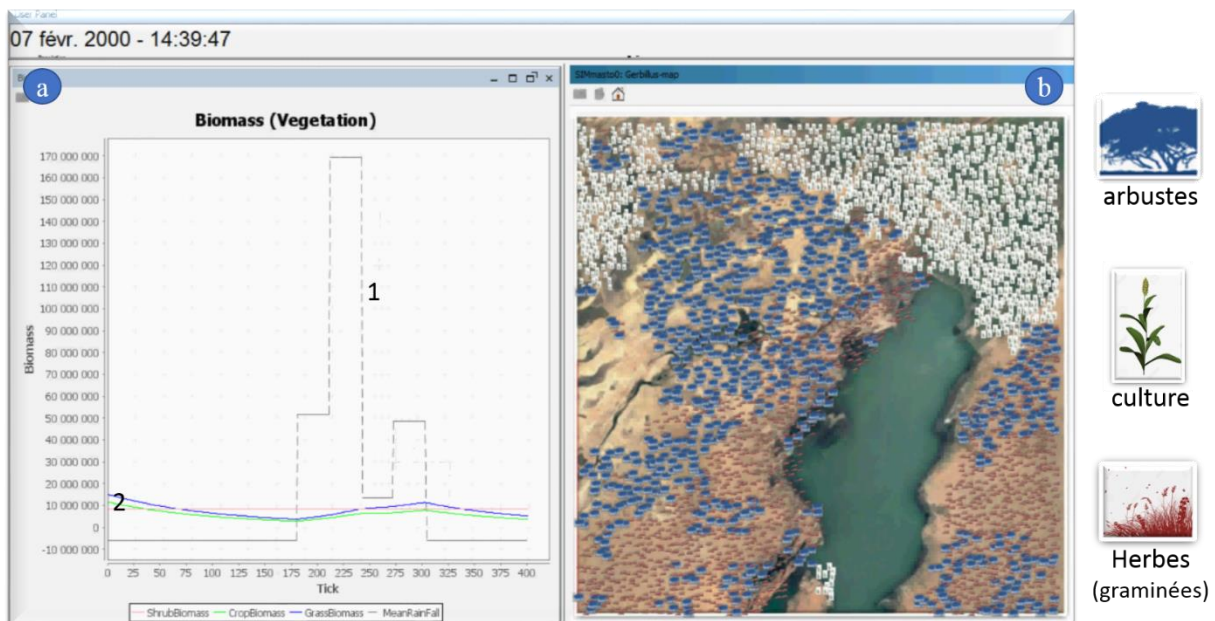 User Panel
07 févr. 2000 - 14:39:47
a
SIMmasto0: Gerbillus-map
b
Biomass (Vegetation)
170 000 000
160 000 000
150 000 000
140 000 000
130 000 000
120 000 000
110 000 000
100 000 000
90 000 000
80 000 000
70 000 000
60 000 000
50 000 000
40 000 000
30 000 000
20 000 000
10 000 000
0
-10 000 000
Biomass
1
2
0 25 50 75 100 125 150 175 200 225 250 275 300 325 350 375 400
Tick
ShrubBiomass CropBiomass GrassBiomass MeanRainFall
arbustes
culture
Herbes
(graminées)